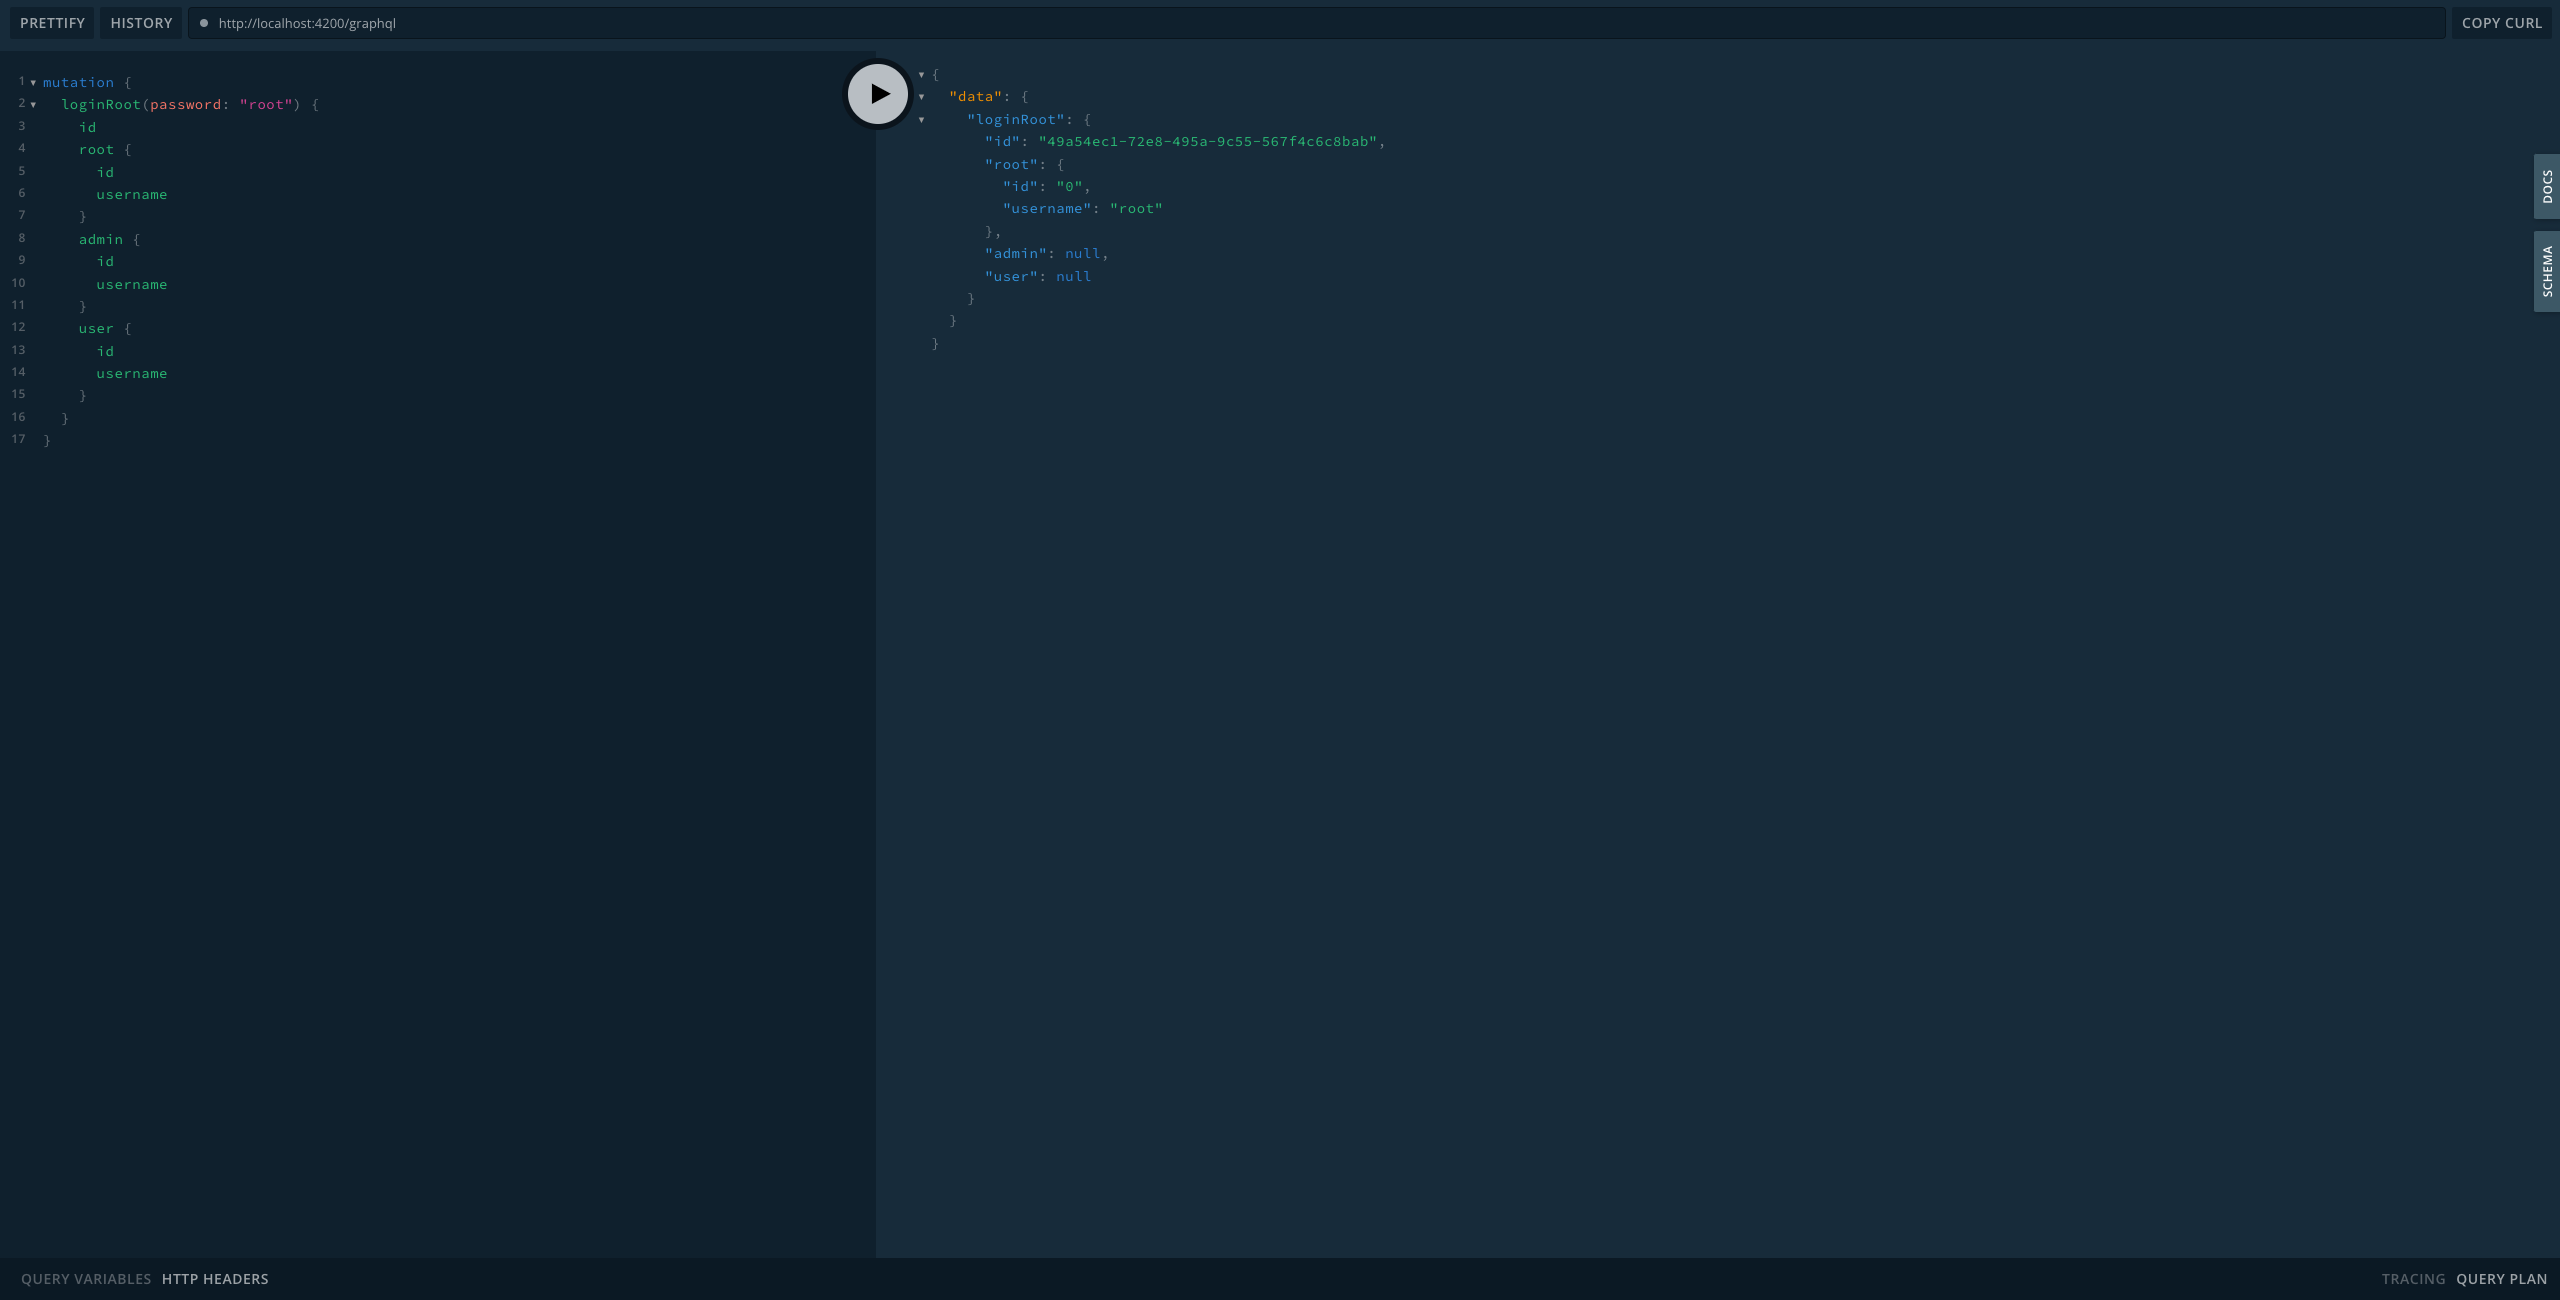 PRETTIFY HISTORY http://localhost:4200/graphql COPY CURL
1 mutation {
2 loginRoot(password: "root") {
3 id
4 root {
5 id
6 username
7 }
8 admin {
9 id
10 username
11 }
12 user {
13 id
14 username
15 }
16 }
17 }
{
"data": {
"loginRoot": {
"id": "49a54ec1-72e8-495a-9c55-567f4c6c8bab",
"root": {
"id": "0",
"username": "root"
},
"admin": null,
"user": null
}
}
}
DOCS
SCHEMA
QUERY VARIABLES HTTP HEADERS
TRACING QUERY PLAN